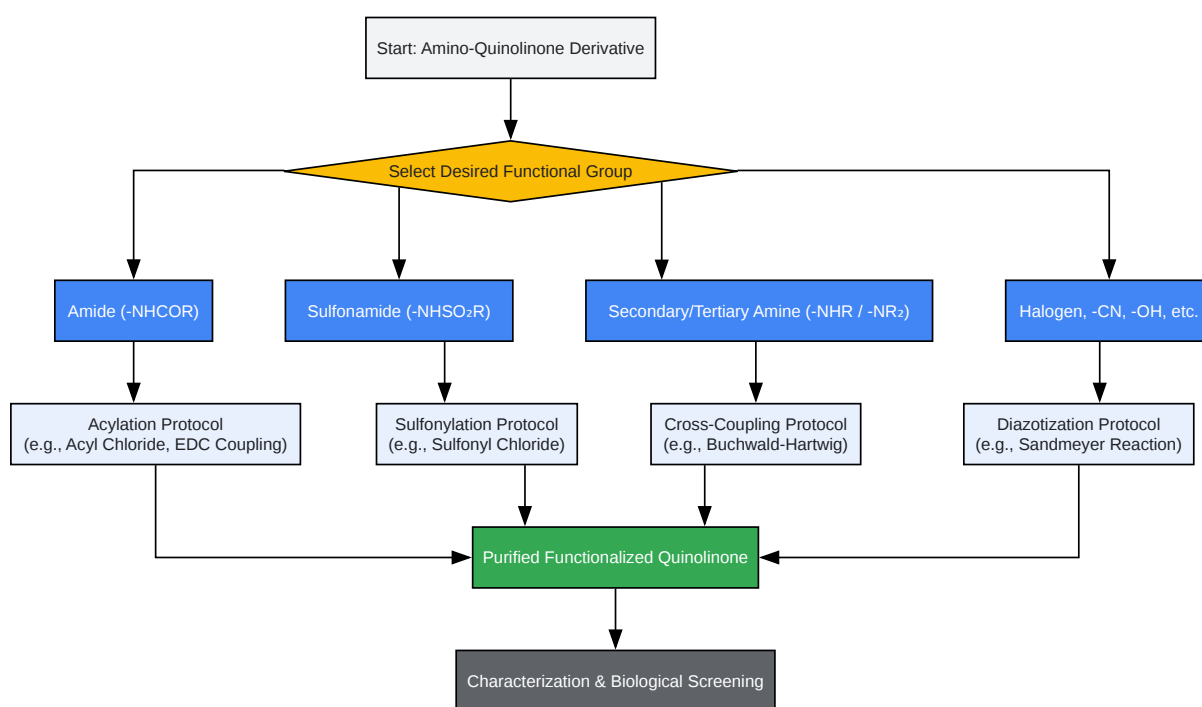 Start: Amino-Quinolinone Derivative
Select Desired Functional Group
Amide (-NHCOR)
Sulfonamide (-NHSO₂R)
Secondary/Tertiary Amine (-NHR / -NR₂)
Halogen, -CN, -OH, etc.
Acylation Protocol
(e.g., Acyl Chloride, EDC Coupling)
Sulfonylation Protocol
(e.g., Sulfonyl Chloride)
Cross-Coupling Protocol
(e.g., Buchwald-Hartwig)
Diazotization Protocol
(e.g., Sandmeyer Reaction)
Purified Functionalized Quinolinone
Characterization & Biological Screening